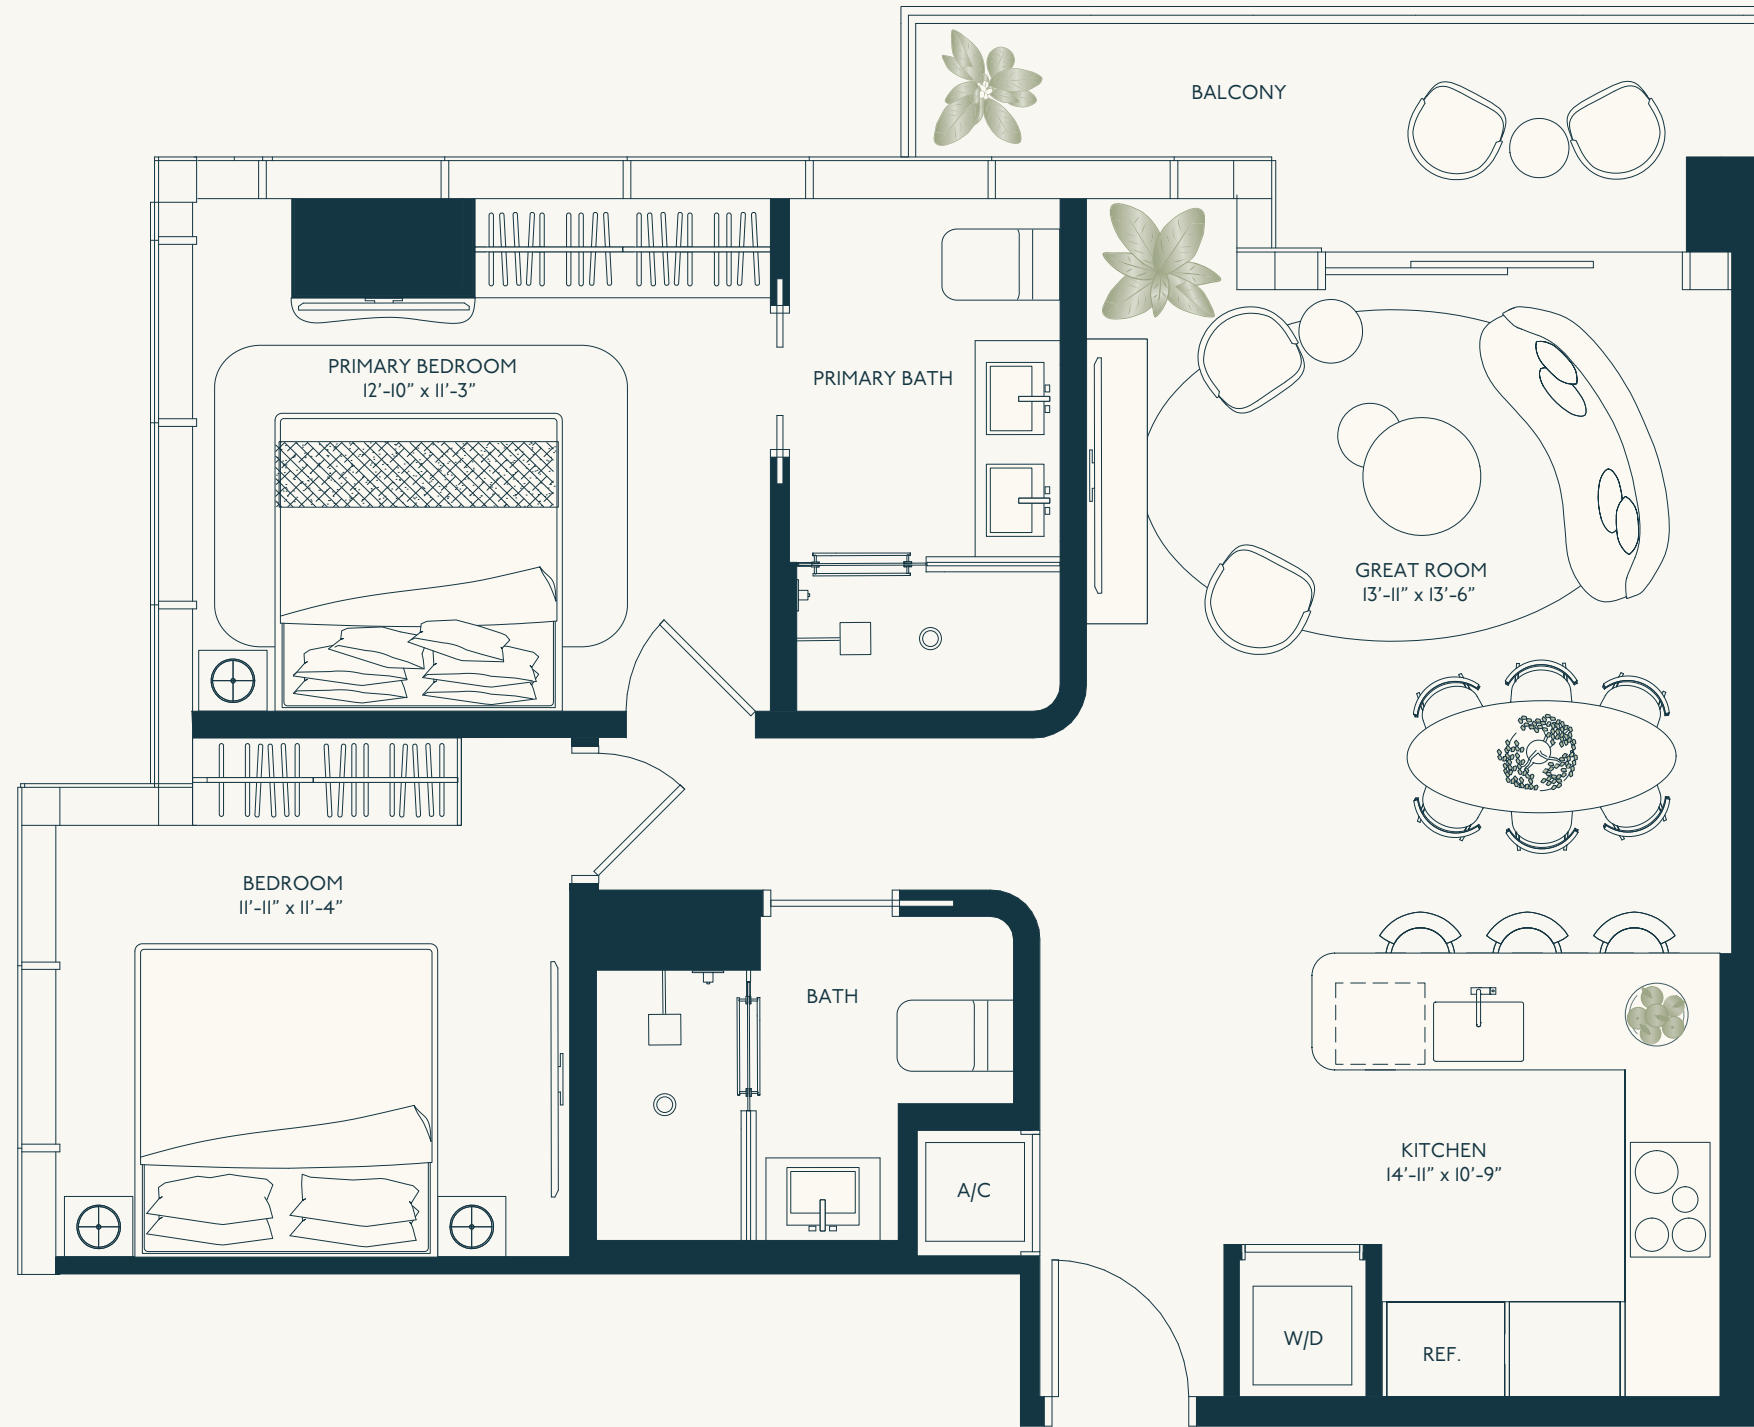 BALCONY
PRIMARY BEDROOM
12'-10" x 11'-3"
PRIMARY BATH
GREAT ROOM
13'-11" x 13'-6"
BEDROOM
11'-11" x 11'-4"
BATH
A/C
KITCHEN
14'-11" x 10'-9"
W/D
REF.